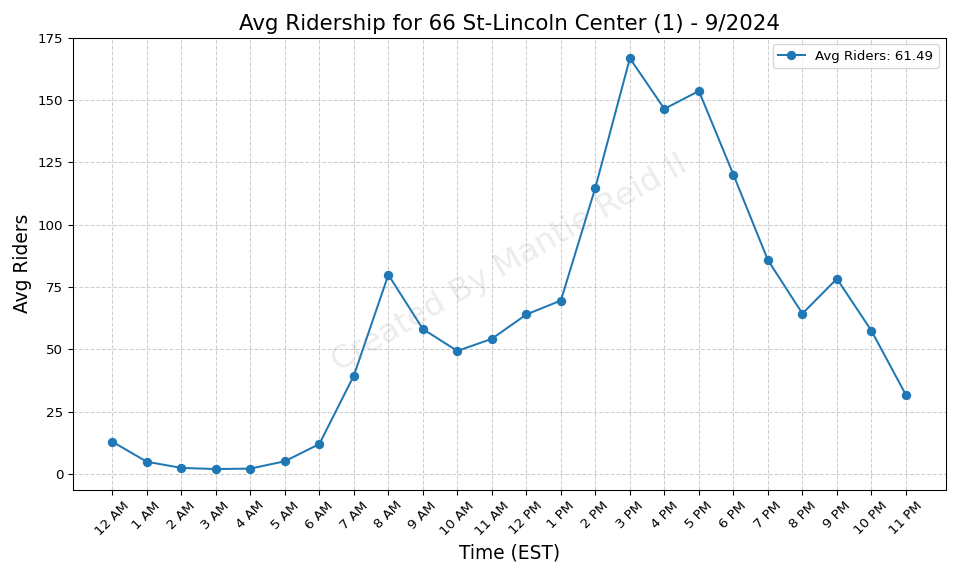 Avg Ridership for 66 St-Lincoln Center (1) - 9/2024
Avg Riders: 61.49
175
150
125
100
75
50
25
0
Avg Riders
Created By Mantle Reid II
12 AM
1 AM
2 AM
3 AM
4 AM
5 AM
6 AM
7 AM
8 AM
9 AM
10 AM
11 AM
12 PM
1 PM
2 PM
3 PM
4 PM
5 PM
6 PM
7 PM
8 PM
9 PM
10 PM
11 PM
Time (EST)